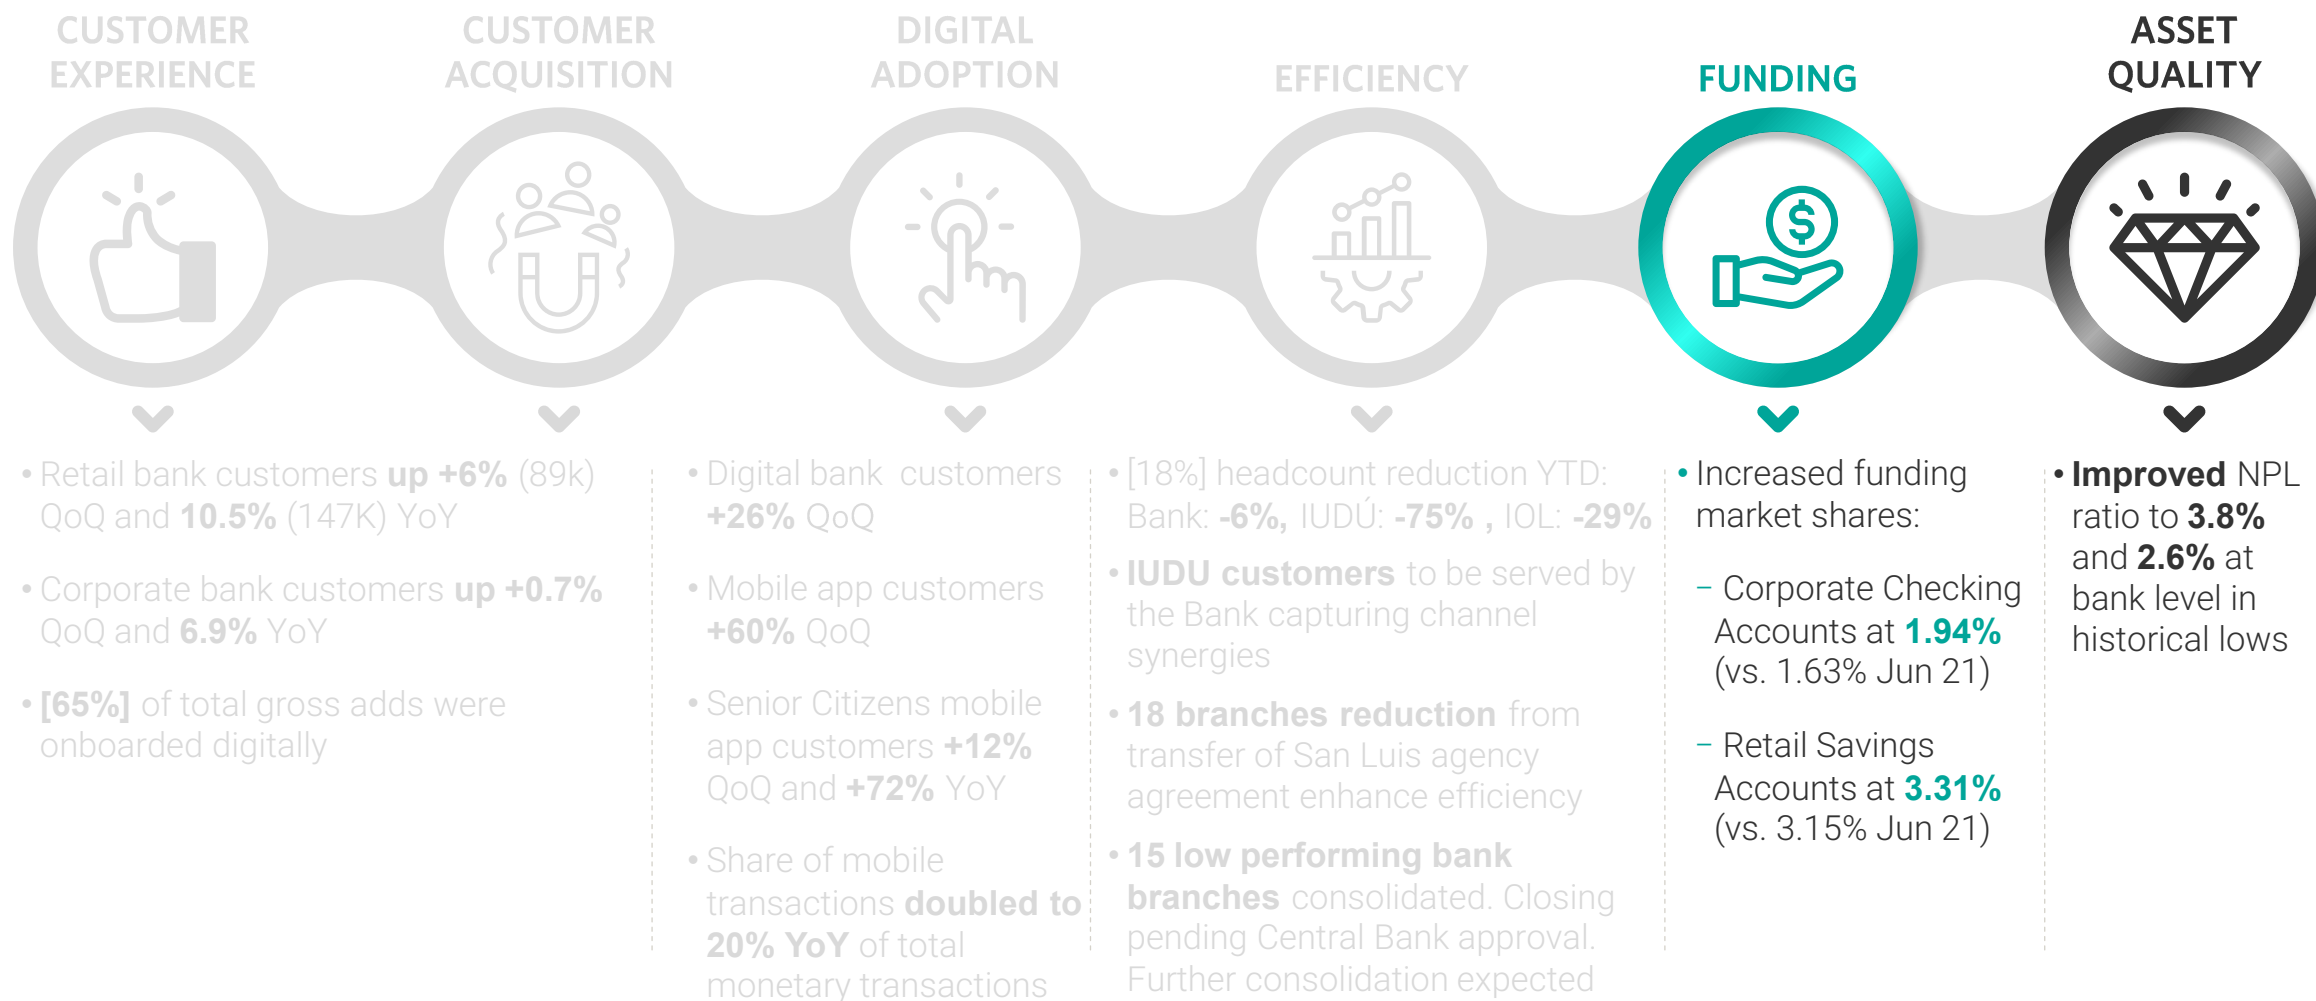 CUSTOMER
EXPERIENCE
CUSTOMER
ACQUISITION
DIGITAL
ADOPTION
EFFICIENCY
FUNDING
ASSET
QUALITY
$
• Retail bank customers up +6% (89k)
QoQ and 10.5% (147K) YoY
• Corporate bank customers up +0.7%
QoQ and 6.9% YoY
• [65%] of total gross adds were
onboarded digitally
• Digital bank customers
+26% QoQ
• Mobile app customers
+60% QoQ
• Senior Citizens mobile
app customers +12%
QoQ and +72% YoY
• Share of mobile
transactions doubled to
20% YoY of total
monetary transactions
• [18%] headcount reduction YTD:
Bank: -6%, IUDÚ: -75% , IOL: -29%
• IUDU customers to be served by
the Bank capturing channel
synergies
• 18 branches reduction from
transfer of San Luis agency
agreement enhance efficiency
• 15 low performing bank
branches consolidated. Closing
pending Central Bank approval.
Further consolidation expected
• Increased funding
market shares:
– Corporate Checking
Accounts at 1.94%
(vs. 1.63% Jun 21)
– Retail Savings
Accounts at 3.31%
(vs. 3.15% Jun 21)
• Improved NPL
ratio to 3.8%
and 2.6% at
bank level in
historical lows